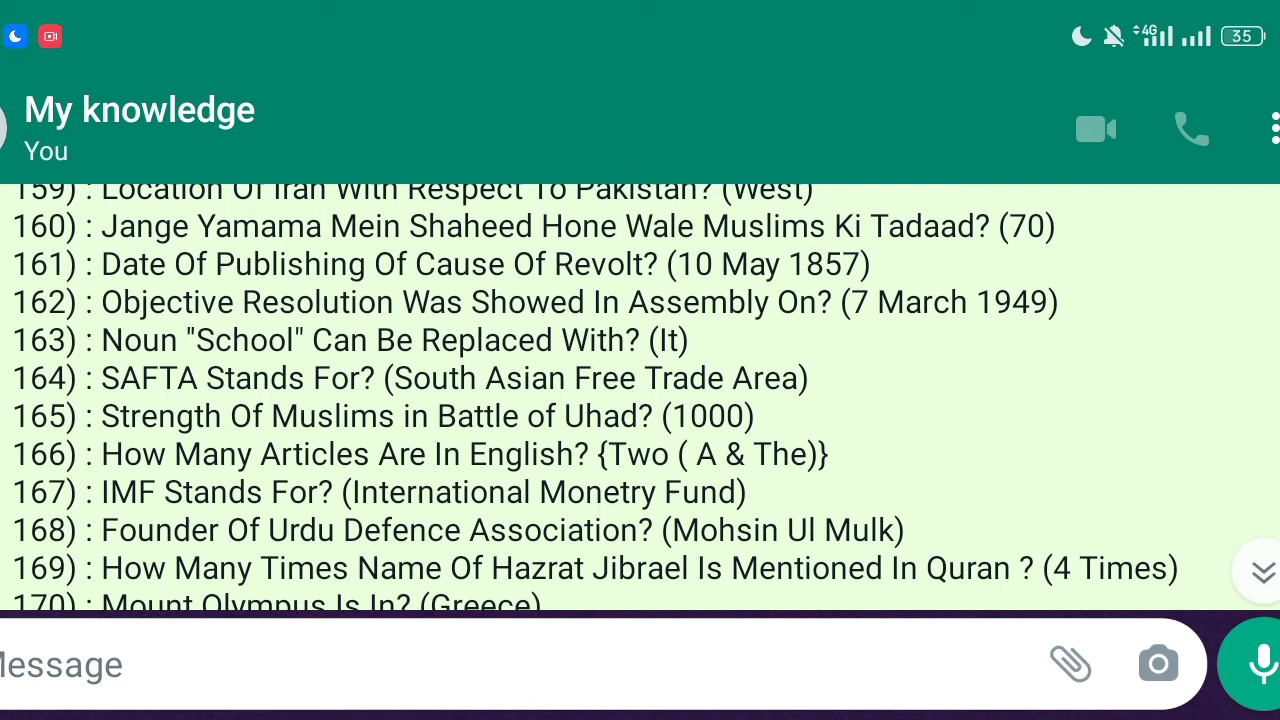 4G
35
My knowledge
You
159) : Location Of Iran With Respect To Pakistan? (West)
160) : Jange Yamama Mein Shaheed Hone Wale Muslims Ki Tadaad? (70)
161) : Date Of Publishing Of Cause Of Revolt? (10 May 1857)
162) : Objective Resolution Was Showed In Assembly On? (7 March 1949)
163) : Noun "School" Can Be Replaced With? (It)
164) : SAFTA Stands For? (South Asian Free Trade Area)
165) : Strength Of Muslims in Battle of Uhad? (1000)
166) : How Many Articles Are In English? {Two ( A & The)}
167) : IMF Stands For? (International Monetry Fund)
168) : Founder Of Urdu Defence Association? (Mohsin Ul Mulk)
169) : How Many Times Name Of Hazrat Jibrael Is Mentioned In Quran ? (4 Times)
170) : Mount Olympus Is In? (Greece)
Message